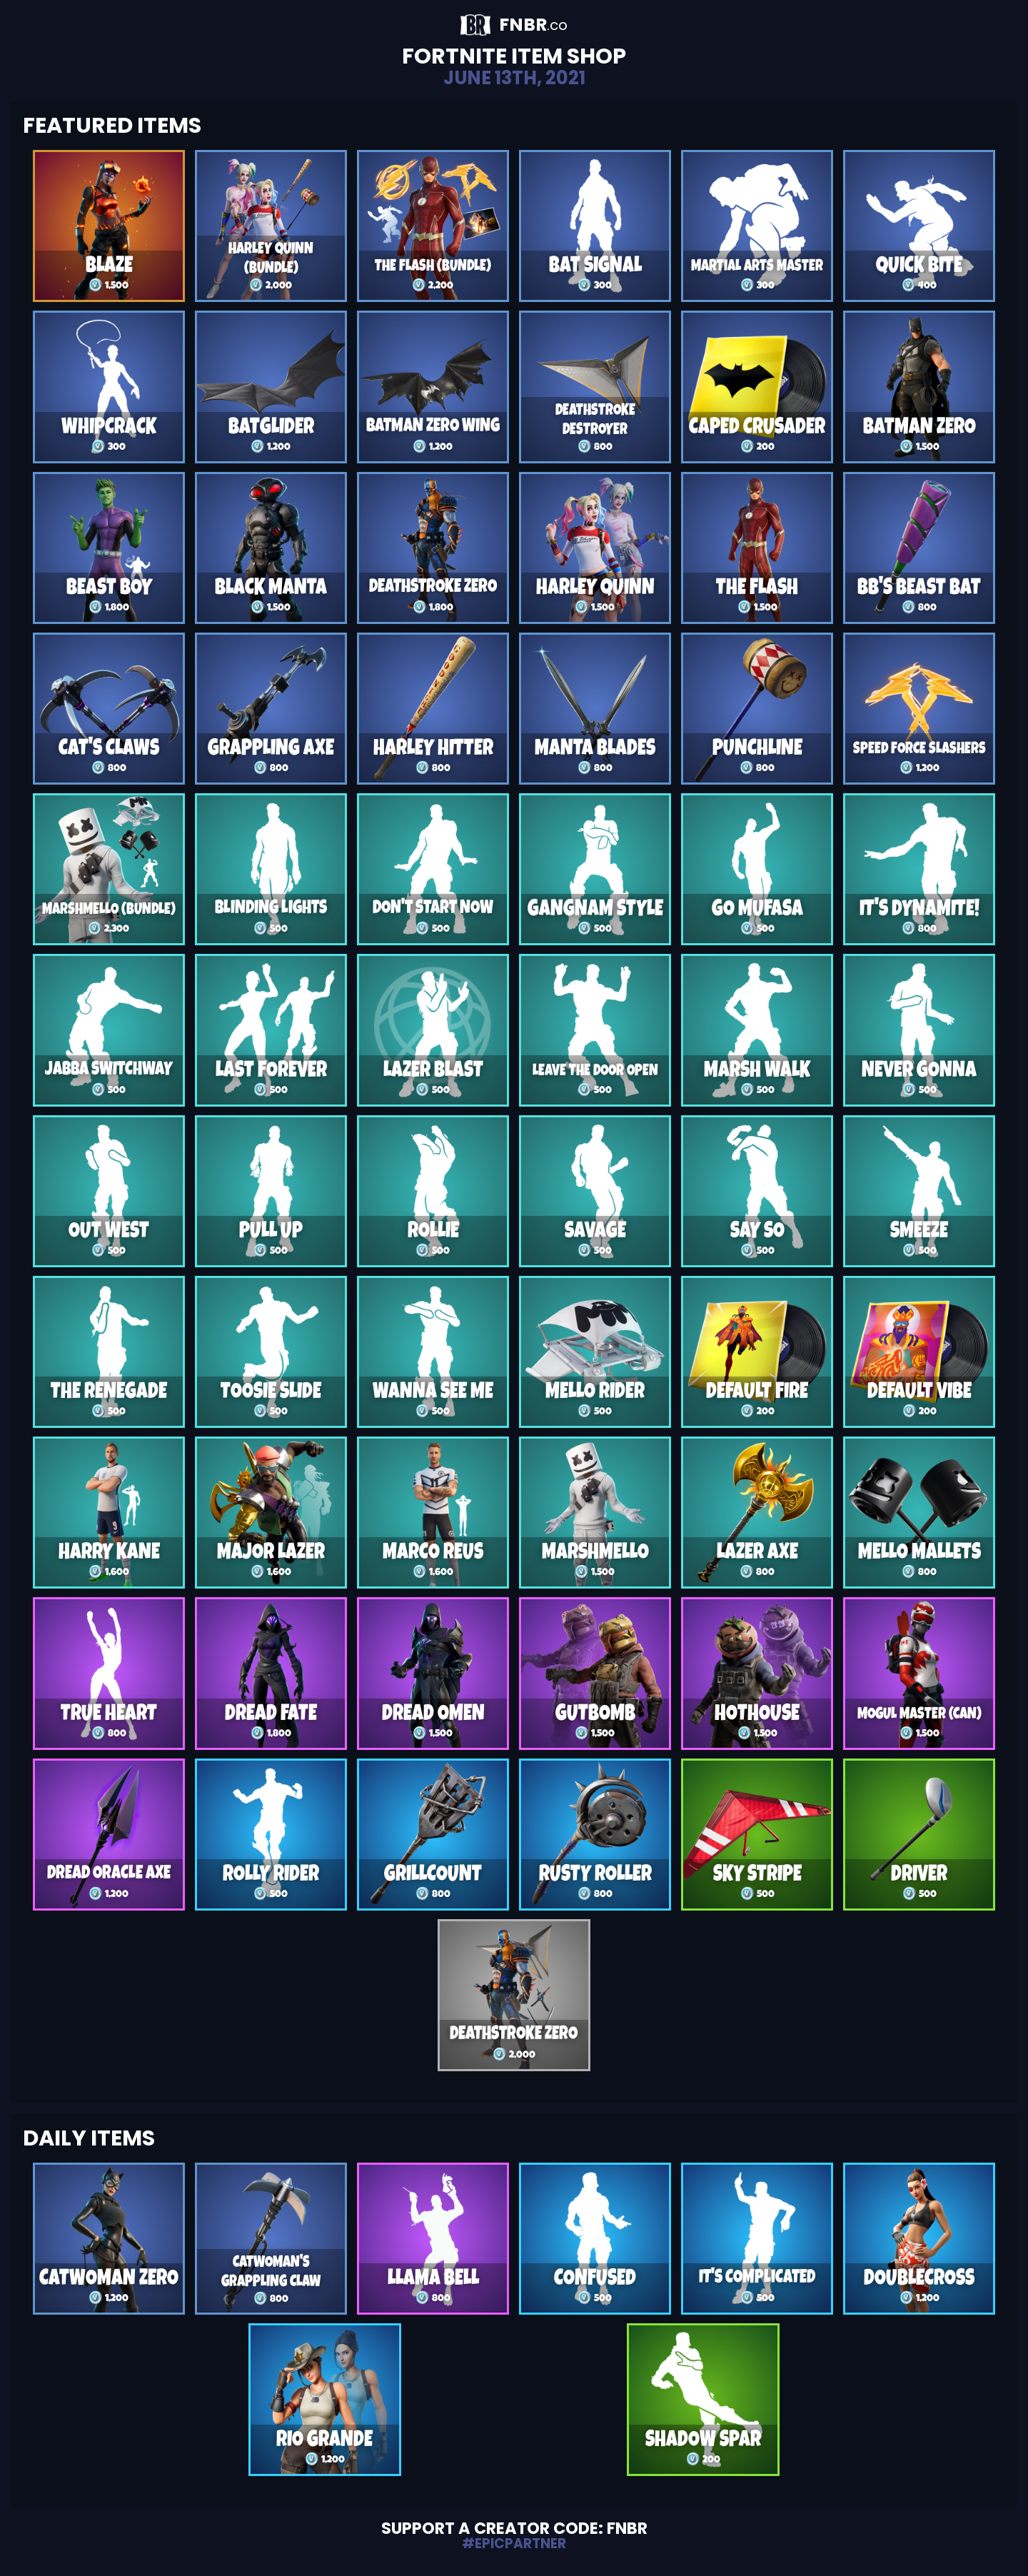 FNBR.CO
FORTNITE ITEM SHOP
JUNE 13TH, 2021
FEATURED ITEMS
BLAZE
1,500
HARLEY QUINN
(BUNDLE)
2,000
THE FLASH (BUNDLE)
2,200
BAT SIGNAL
300
MARTIAL ARTS MASTER
300
QUICK BITE
400
WHIPCRACK
300
BATGLIDER
1,200
BATMAN ZERO WING
1,200
DEATHSTROKE
DESTROYER
800
CAPED CRUSADER
200
BATMAN ZERO
1,500
BEAST BOY
1,800
BLACK MANTA
1,500
DEATHSTROKE ZERO
1,800
HARLEY QUINN
1,500
THE FLASH
1,500
BB'S BEAST BAT
800
CAT'S CLAWS
800
GRAPPLING AXE
800
HARLEY HITTER
800
MANTA BLADES
800
PUNCHLINE
800
SPEED FORCE SLASHERS
1,200
MARSHMELLO (BUNDLE)
2,300
BLINDING LIGHTS
500
DON'T START NOW
500
GANGNAM STYLE
500
GO MUFASA
500
IT'S DYNAMITE!
800
JABBA SWITCHWAY
500
LAST FOREVER
500
LAZER BLAST
500
LEAVE THE DOOR OPEN
500
MARSH WALK
500
NEVER GONNA
500
OUT WEST
500
PULL UP
500
ROLLIE
500
SAVAGE
500
SAY SO
500
SMEEZE
500
THE RENEGADE
500
TOOSIE SLIDE
500
WANNA SEE ME
500
MELLO RIDER
500
DEFAULT FIRE
200
DEFAULT VIBE
200
HARRY KANE
1,600
MAJOR LAZER
1,600
MARCO REUS
1,600
MARSHMELLO
1,500
LAZER AXE
800
MELLO MALLETS
800
TRUE HEART
800
DREAD FATE
1,800
DREAD OMEN
1,500
GUTBOMB
1,500
HOTHOUSE
1,500
MOGUL MASTER (CAN)
1,500
DREAD ORACLE AXE
1,200
ROLLY RIDER
500
GRILLCOUNT
800
RUSTY ROLLER
800
SKY STRIPE
500
DRIVER
500
DEATHSTROKE ZERO
2,000
DAILY ITEMS
CATWOMAN ZERO
1,200
CATWOMAN'S
GRAPPLING CLAW
800
LLAMA BELL
800
CONFUSED
500
IT'S COMPLICATED
500
DOUBLECROSS
1,200
RIO GRANDE
1,200
SHADOW SPAR
200
SUPPORT A CREATOR CODE: FNBR
#EPICPARTNER